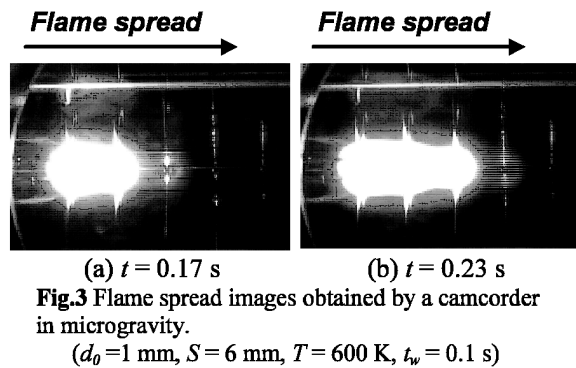 Flame spread Flame spread
(a) t = 0.17 s (b) t = 0.23 s
Fig.3 Flame spread images obtained by a camcorder
in microgravity.
(d₀ =1 mm, S = 6 mm, T = 600 K, t_w = 0.1 s)